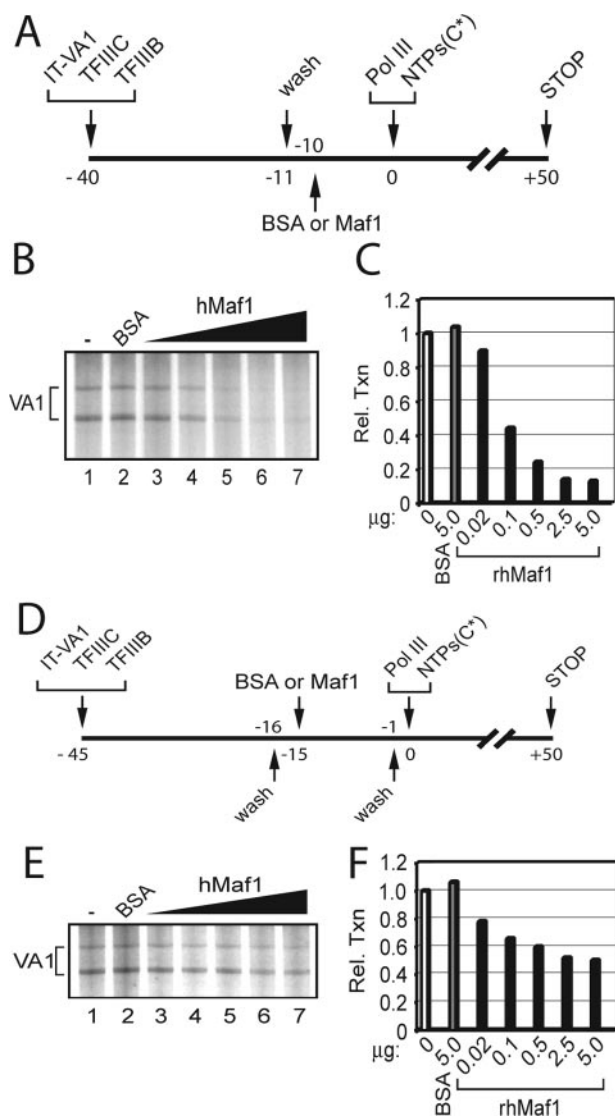 A
IT-VA1 TFIIIC TFIIIB
wash
Pol III NTPs(C*)
STOP
-10
- 40
-11
0
+50
BSA or Maf1
B
hMaf1
- BSA
VA1
1 2 3 4 5 6 7
C
Rel. Txn
1.2
1
0.8
0.6
0.4
0.2
0
µg: 0 5.0 0.02 0.1 0.5 2.5 5.0
BSA
rhMaf1
D
IT-VA1 TFIIIC TFIIIB
BSA or Maf1
Pol III NTPs(C*)
STOP
-16
-1
- 45
-15
0
+50
wash
wash
E
hMaf1
- BSA
VA1
1 2 3 4 5 6 7
F
Rel. Txn
1.2
1.0
0.8
0.6
0.4
0.2
0
µg: 0 5.0 0.02 0.1 0.5 2.5 5.0
BSA
rhMaf1